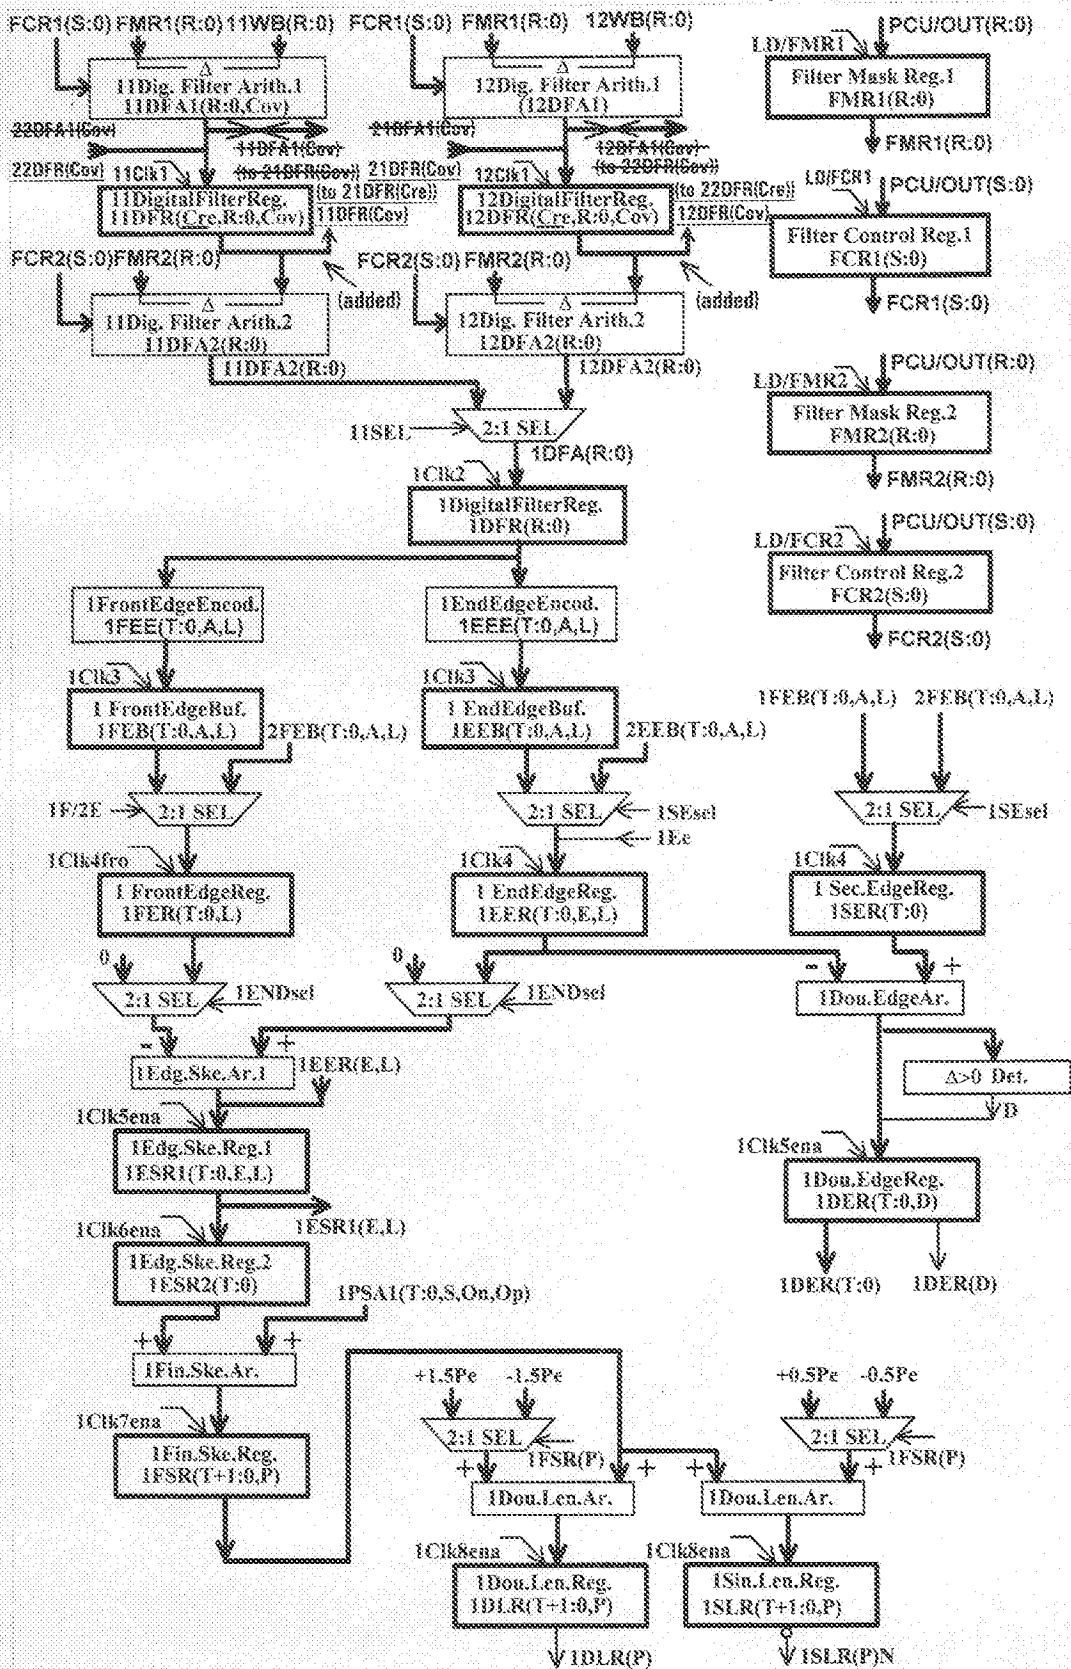 FCR1(S:0) FMR1(R:0) 11WB(R:0)
Δ
11Dig. Filter Arith.1
11DFA1(R:0,Cov)
22DFA1(Cov)
11DFA1(Cov)
(to 21DFR(Cov))
22DFR(Cov)
11Clk1
(to 21DFR(Cre))
11DFR(Cov)
11DigitalFilterReg.
11DFR(Cre,R:0,Cov)
FCR2(S:0) FMR2(R:0)
(added)
Δ
11Dig. Filter Arith.2
11DFA2(R:0)
11DFA2(R:0)
FCR1(S:0) FMR1(R:0) 12WB(R:0)
Δ
12Dig. Filter Arith.1
(12DFA1)
21DFA1(Cov)
12DFA1(Cov)
(to 22DFR(Cov))
21DFR(Cov)
12Clk1
(to 22DFR(Cre))
12DFR(Cov)
12DigitalFilterReg.
12DFR(Cre,R:0,Cov)
FCR2(S:0) FMR2(R:0)
(added)
Δ
12Dig. Filter Arith.2
12DFA2(R:0)
12DFA2(R:0)
PCU/OUT(R:0)
LD/FMR1
Filter Mask Reg.1
FMR1(R:0)
FMR1(R:0)
LD/FCR1
PCU/OUT(S:0)
Filter Control Reg.1
FCR1(S:0)
FCR1(S:0)
PCU/OUT(R:0)
LD/FMR2
Filter Mask Reg.2
FMR2(R:0)
FMR2(R:0)
PCU/OUT(S:0)
LD/FCR2
Filter Control Reg.2
FCR2(S:0)
FCR2(S:0)
11SEL
2:1 SEL
1DFA(R:0)
1Clk2
1DigitalFilterReg.
1DFR(R:0)
1FrontEdgeEncod.
1FEE(T:0,A,L)
1EndEdgeEncod.
1EEE(T:0,A,L)
1Clk3
1 FrontEdgeBuf.
1FEB(T:0,A,L)
2FEB(T:0,A,L)
1Clk3
1 EndEdgeBuf.
1EEB(T:0,A,L)
2EEB(T:0,A,L)
1FEB(T:0,A,L) 2FEB(T:0,A,L)
1F/2E
2:1 SEL
2:1 SEL
1SEsel
1Ee
2:1 SEL
1SEsel
1Clk4fro
1 FrontEdgeReg.
1FER(T:0,L)
1Clk4
1 EndEdgeReg.
1EER(T:0,E,L)
1Clk4
1 Sec.EdgeReg.
1SER(T:0)
0
2:1 SEL
1ENDsel
0
2:1 SEL
1ENDsel
- +
1Dou.EdgeAr.
- +
1Edg.Ske.Ar.1
1EER(E,L)
Δ>0 Det.
D
1Clk5ena
1Edg.Ske.Reg.1
1ESR1(T:0,E,L)
1ESR1(E,L)
1Clk5ena
1Dou.EdgeReg.
1DER(T:0,D)
1DER(T:0) 1DER(D)
1Clk6ena
1Edg.Ske.Reg.2
1ESR2(T:0)
1PSA1(T:0,S,On,Op)
+ +
1Fin.Ske.Ar.
1Clk7ena
1Fin.Ske.Reg.
1FSR(T+1:0,P)
+1.5Pe -1.5Pe
2:1 SEL
1FSR(P)
+ +
1Dou.Len.Ar.
+0.5Pe -0.5Pe
2:1 SEL
1FSR(P)
+ +
1Dou.Len.Ar.
1Clk8ena
1Dou.Len.Reg.
1DLR(T+1:0,P)
1DLR(P)
1Clk8ena
1Sin.Len.Reg.
1SLR(T+1:0,P)
1SLR(P)N